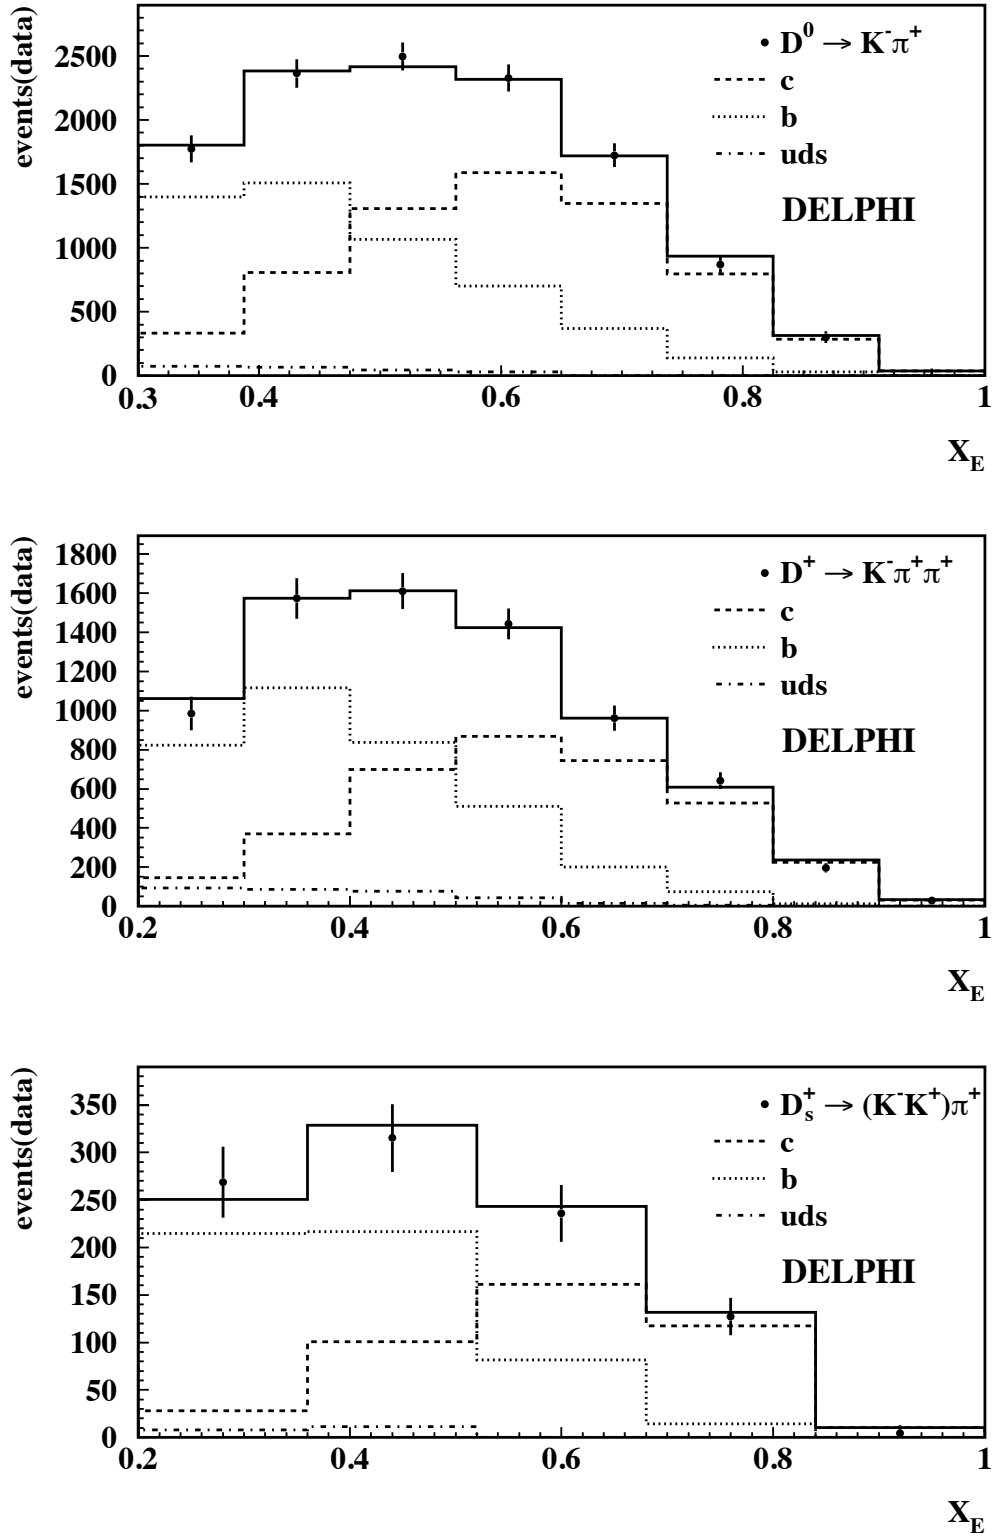 events(data)
2500
2000
1500
1000
500
0
D⁰ → K⁻π⁺
c
b
uds
DELPHI
0.3 0.4 0.6 0.8 1
X_E
events(data)
1800
1600
1400
1200
1000
800
600
400
200
0
D⁺ → K⁻π⁺π⁺
c
b
uds
DELPHI
0.2 0.4 0.6 0.8 1
X_E
events(data)
350
300
250
200
150
100
50
0
D_s⁺ → (K⁻K⁺)π⁺
c
b
uds
DELPHI
0.2 0.4 0.6 0.8 1
X_E